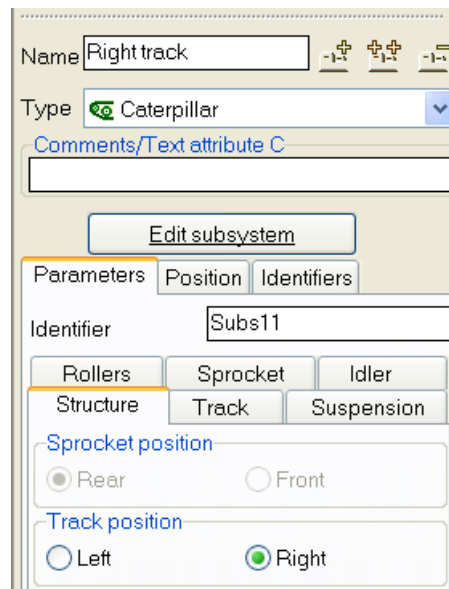 Name Right track
Type Caterpillar
Comments/Text attribute C
Edit subsystem
Parameters Position Identifiers
Identifier Subs11
Rollers Sprocket Idler
Structure Track Suspension
Sprocket position
Rear Front
Track position
Left Right